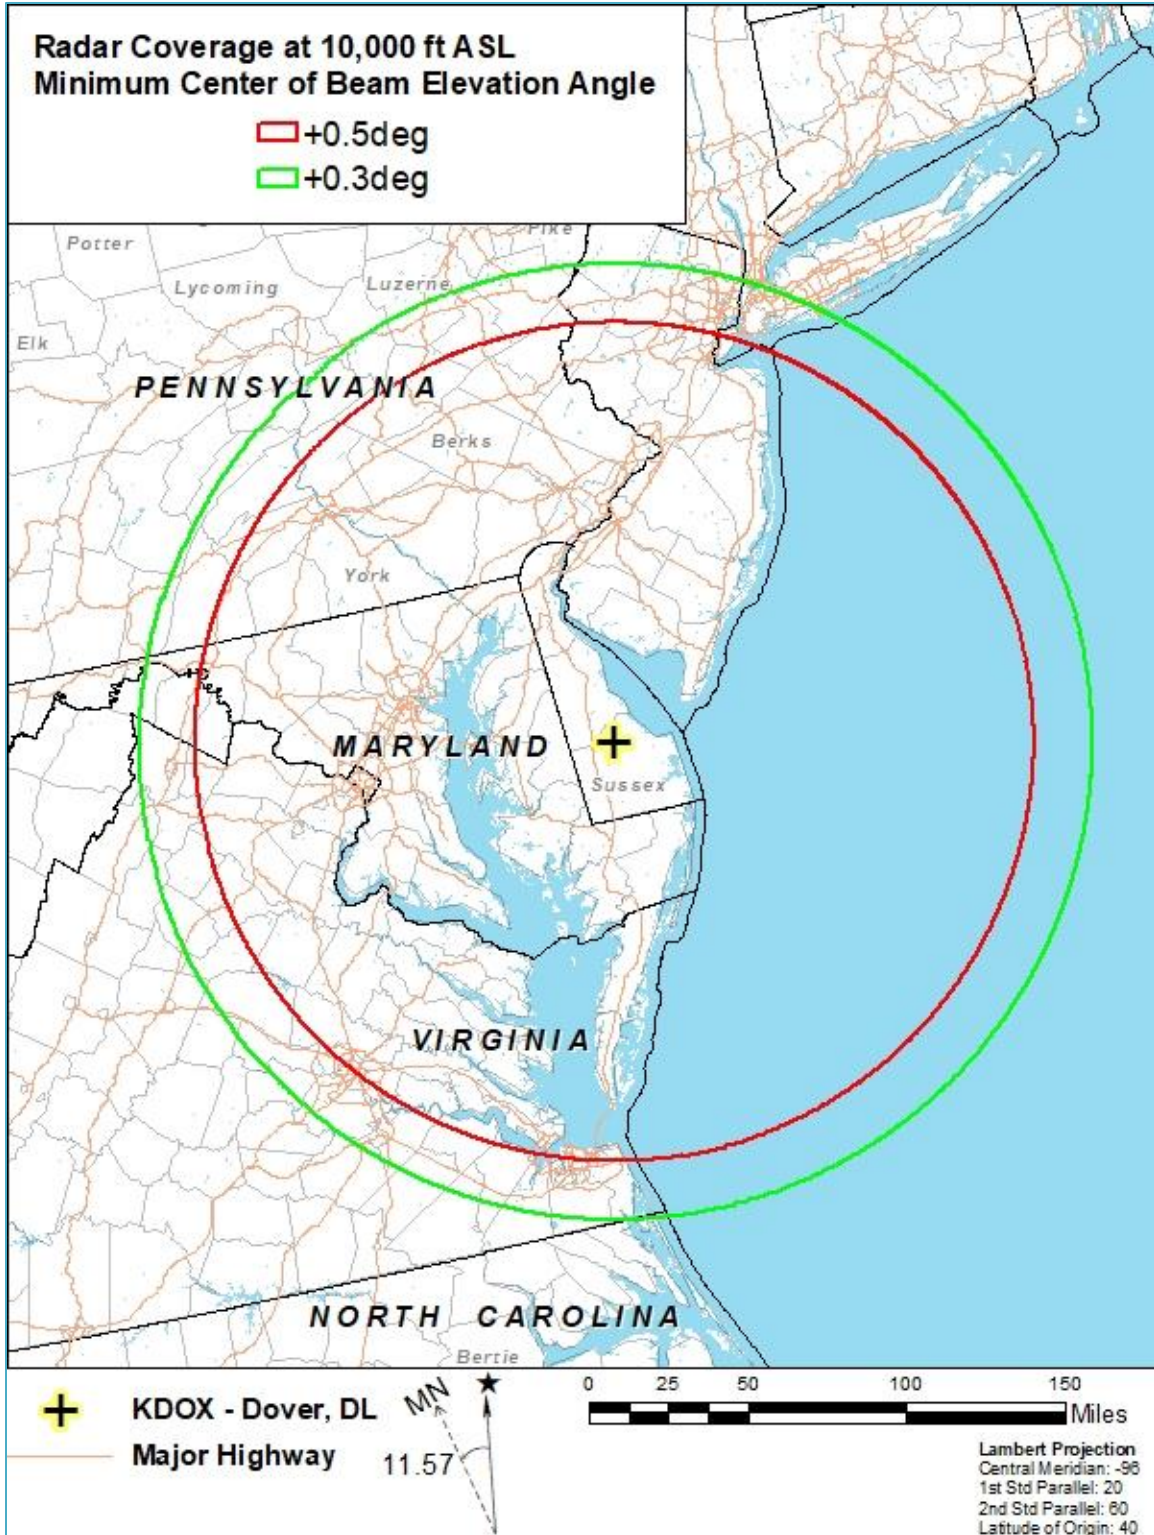 Radar Coverage at 10,000 ft ASL
Minimum Center of Beam Elevation Angle
+0.5deg
+0.3deg
Potter
Pike
Lycoming
Luzerne
Elk
PENNSYLVANIA
Berks
York
MARYLAND
Sussex
VIRGINIA
NORTH CAROLINA
Bertie
KDOX - Dover, DL
Major Highway
MN
11.57
0 25 50 100 150
Miles
Lambert Projection
Central Meridian: -96
1st Std Parallel: 20
2nd Std Parallel: 60
Latitude of Origin: 40